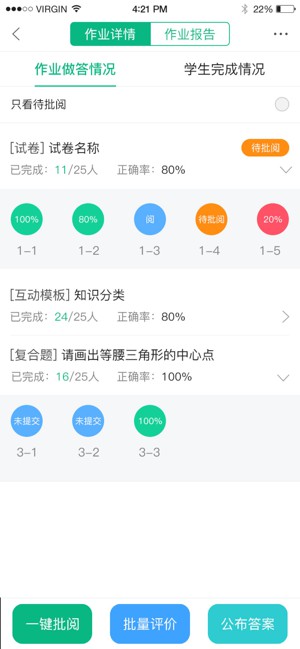 VIRGIN 4:21 PM 22%
作业详情 作业报告
作业做答情况 学生完成情况
只看待批阅
[试卷] 试卷名称 待批阅
已完成：11/25人 正确率：80%
100% 80% 阅 待批阅 20%
1-1 1-2 1-3 1-4 1-5
[互动模板] 知识分类
已完成：24/25人 正确率：80%
[复合题] 请画出等腰三角形的中心点
已完成：16/25人 正确率：100%
未提交 未提交 100%
3-1 3-2 3-3
一键批阅 批量评价 公布答案